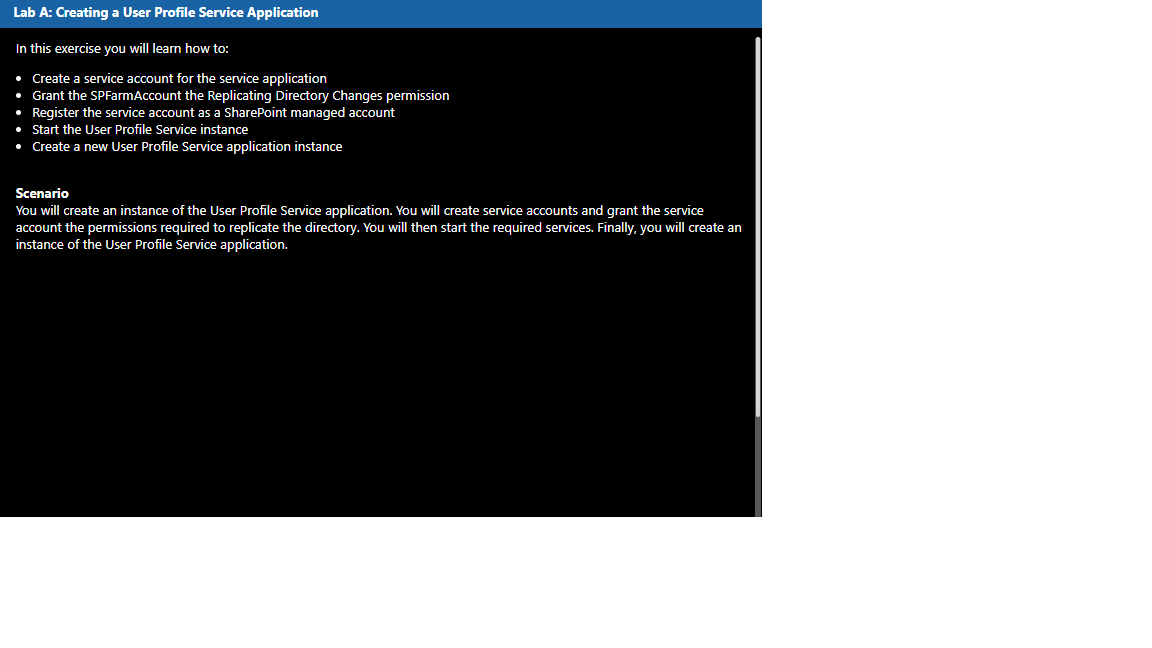 Lab A: Creating a User Profile Service Application
In this exercise you will learn how to:
• Create a service account for the service application
• Grant the SPFarmAccount the Replicating Directory Changes permission
• Register the service account as a SharePoint managed account
• Start the User Profile Service instance
• Create a new User Profile Service application instance
Scenario
You will create an instance of the User Profile Service application. You will create service accounts and grant the service
account the permissions required to replicate the directory. You will then start the required services. Finally, you will create an
instance of the User Profile Service application.